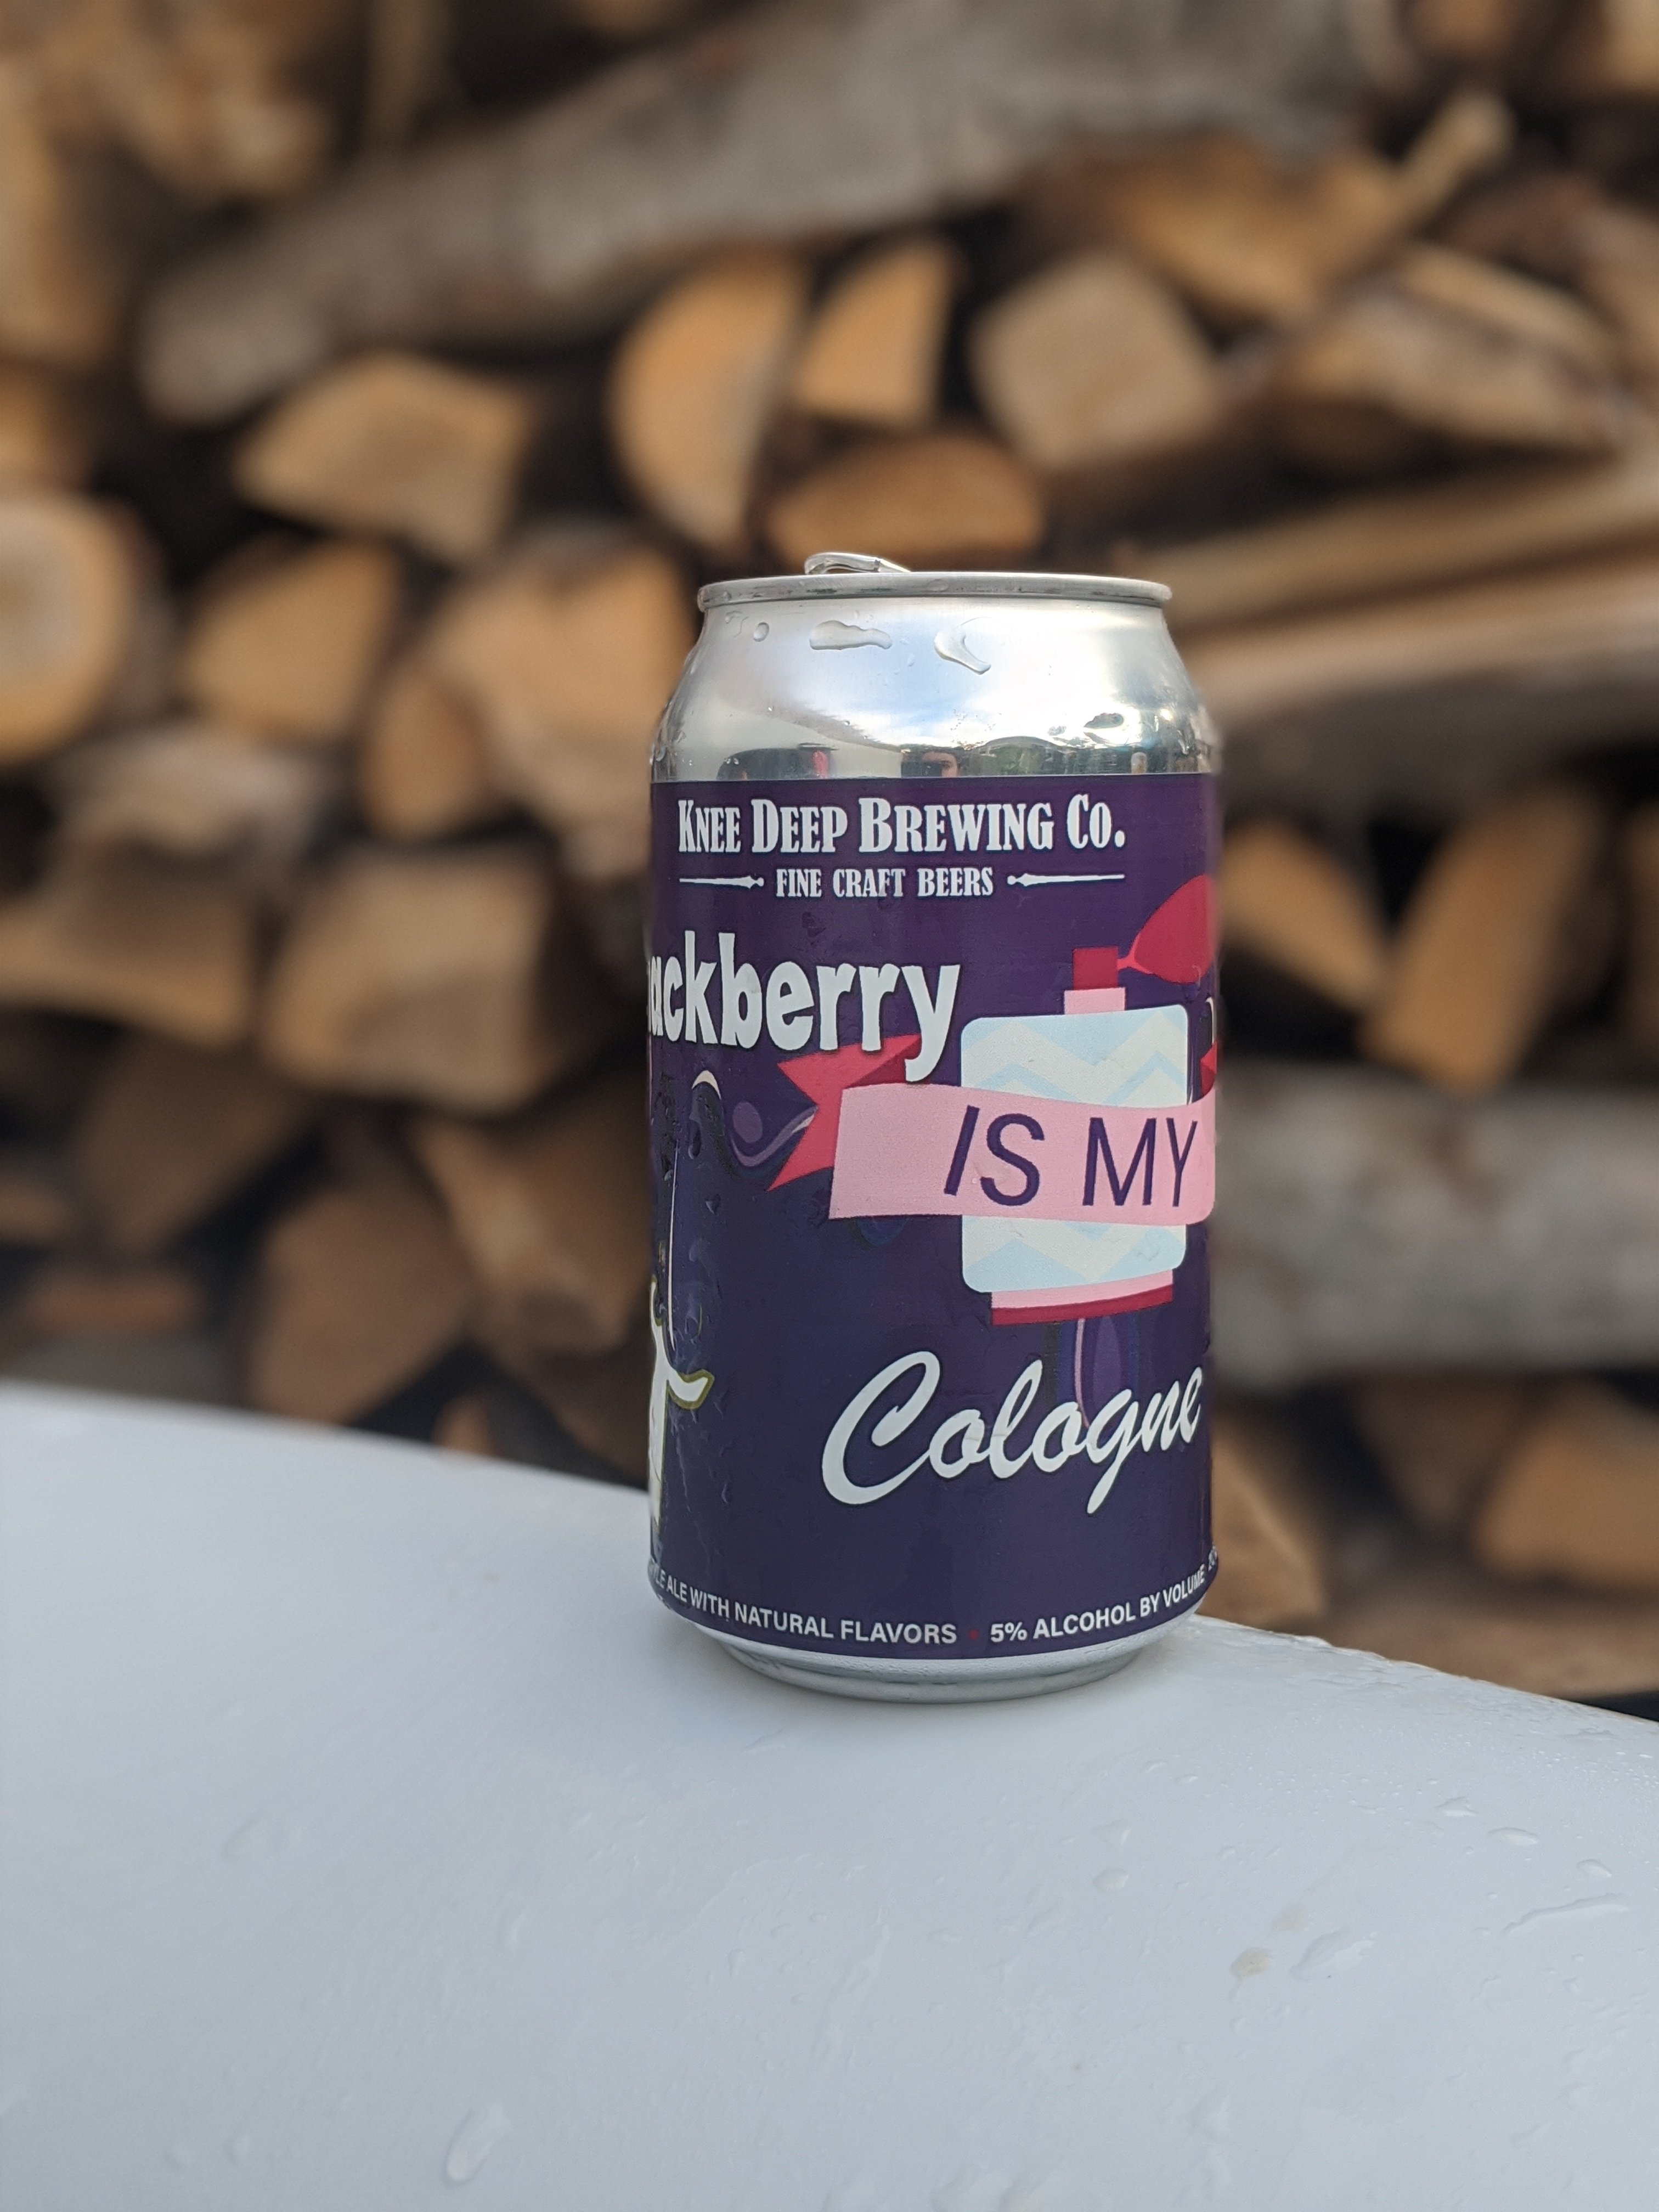 KNEE DEEP BREWING CO.
FINE CRAFT BEERS
ackberry
IS MY
Cologne
LE ALE WITH NATURAL FLAVORS • 5% ALCOHOL BY VOLUME